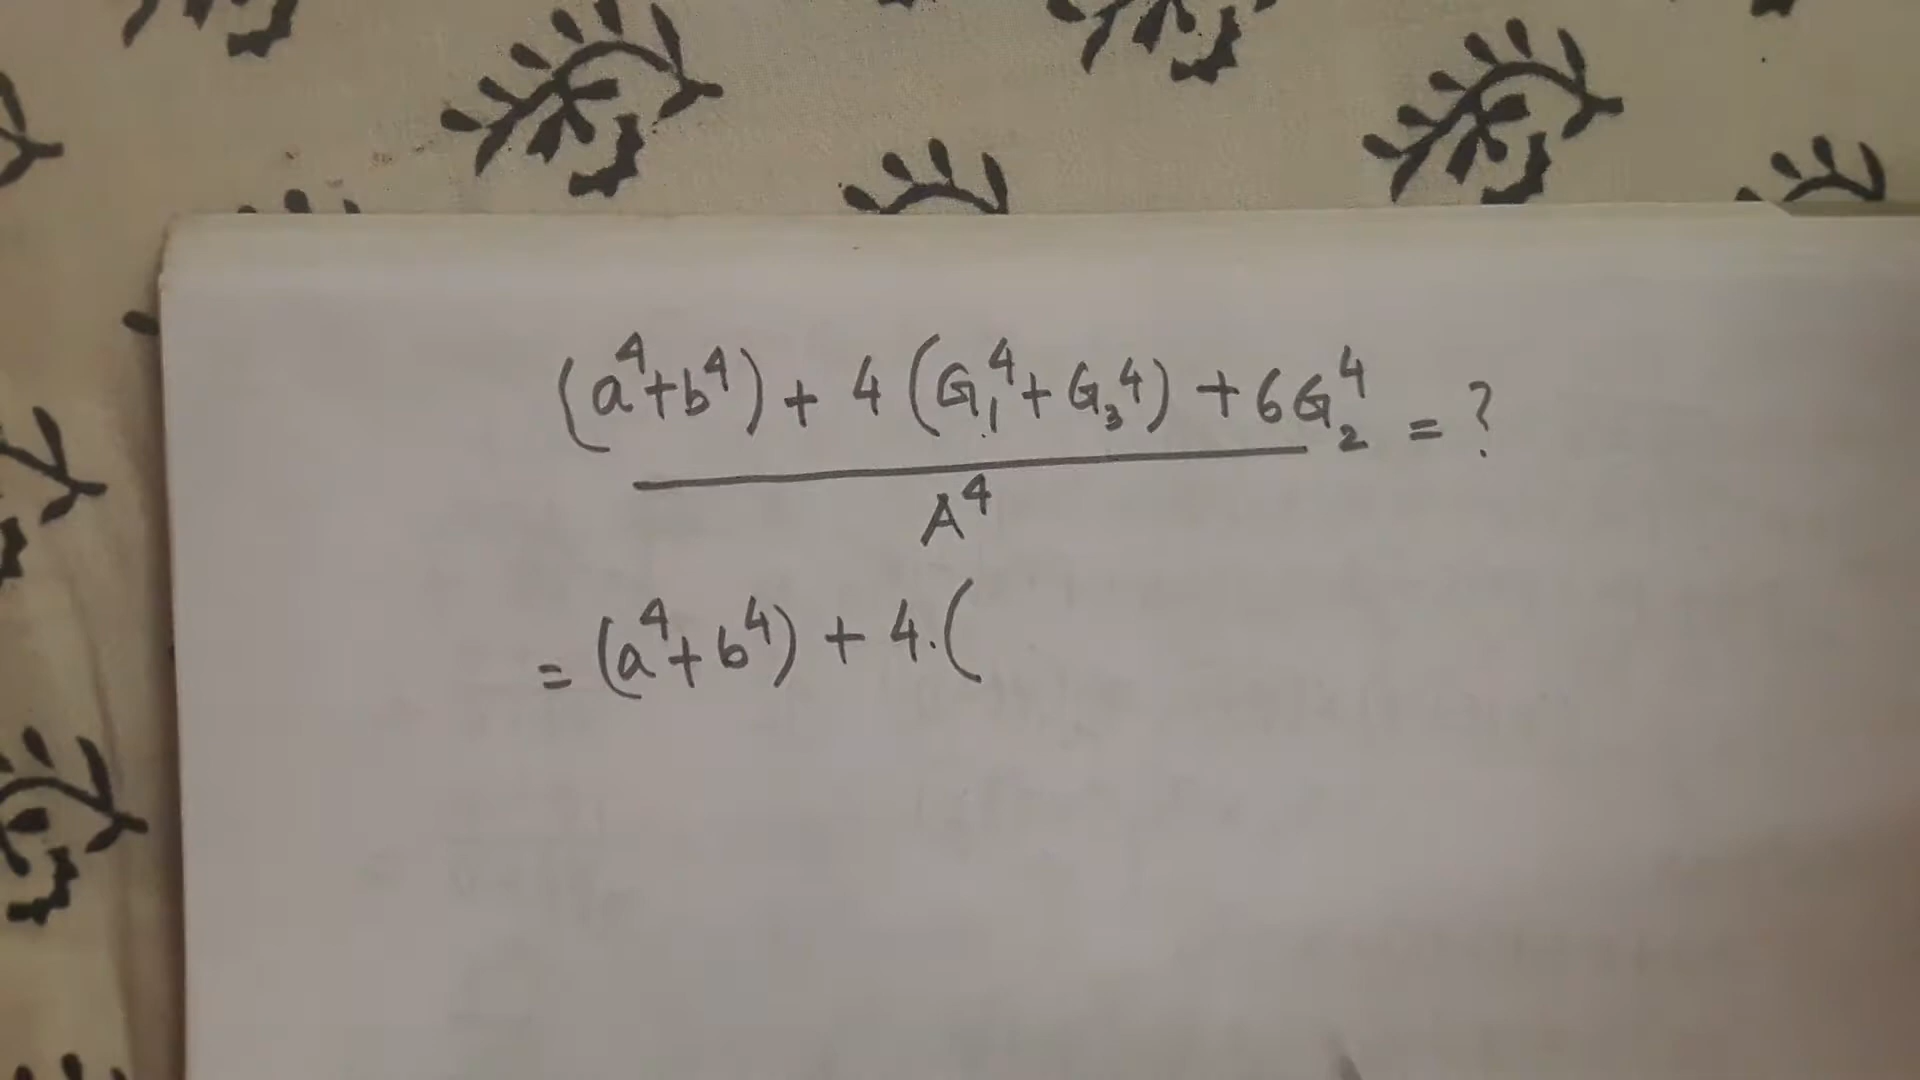 (a⁴+b⁴) + 4 (G₁⁴+G₃⁴) + 6G₂⁴ = ?
A⁴
= (a⁴+b⁴) + 4.(